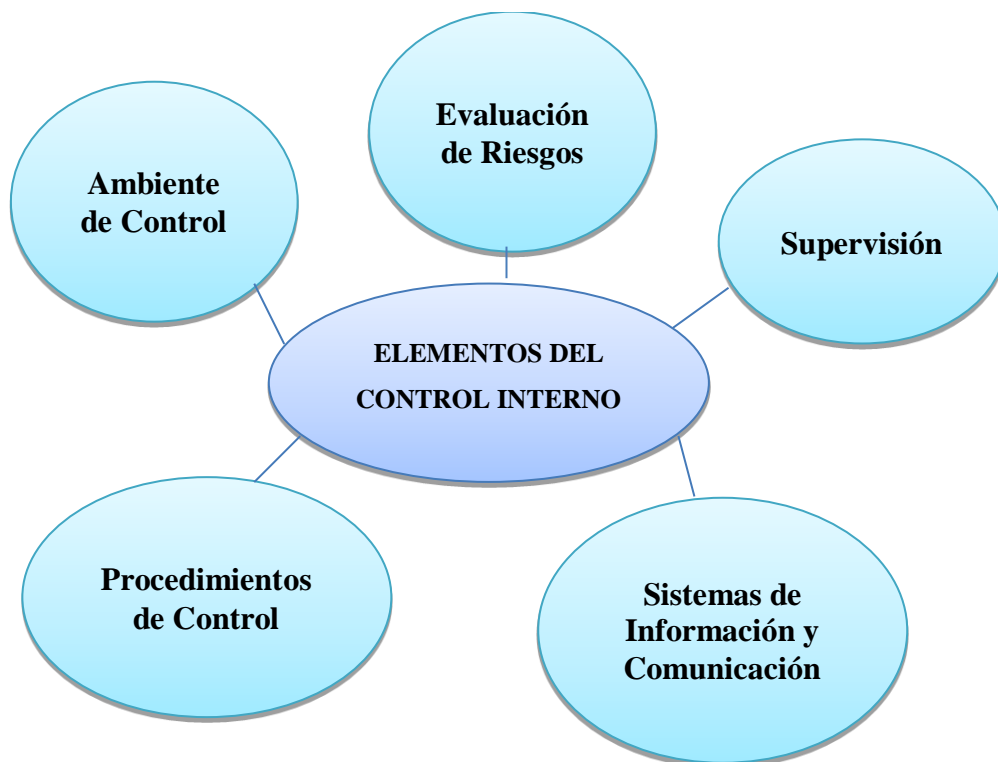 Evaluación
de Riesgos
Ambiente
de Control
Supervisión
ELEMENTOS DEL
CONTROL INTERNO
Procedimientos
de Control
Sistemas de
Información y
Comunicación